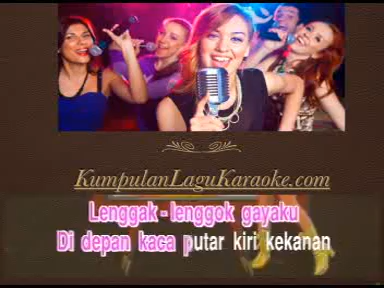 KumpulanLaguKaraoke.com
Lenggak - lenggok gayaku
Di depan kaca putar kiri kekanan